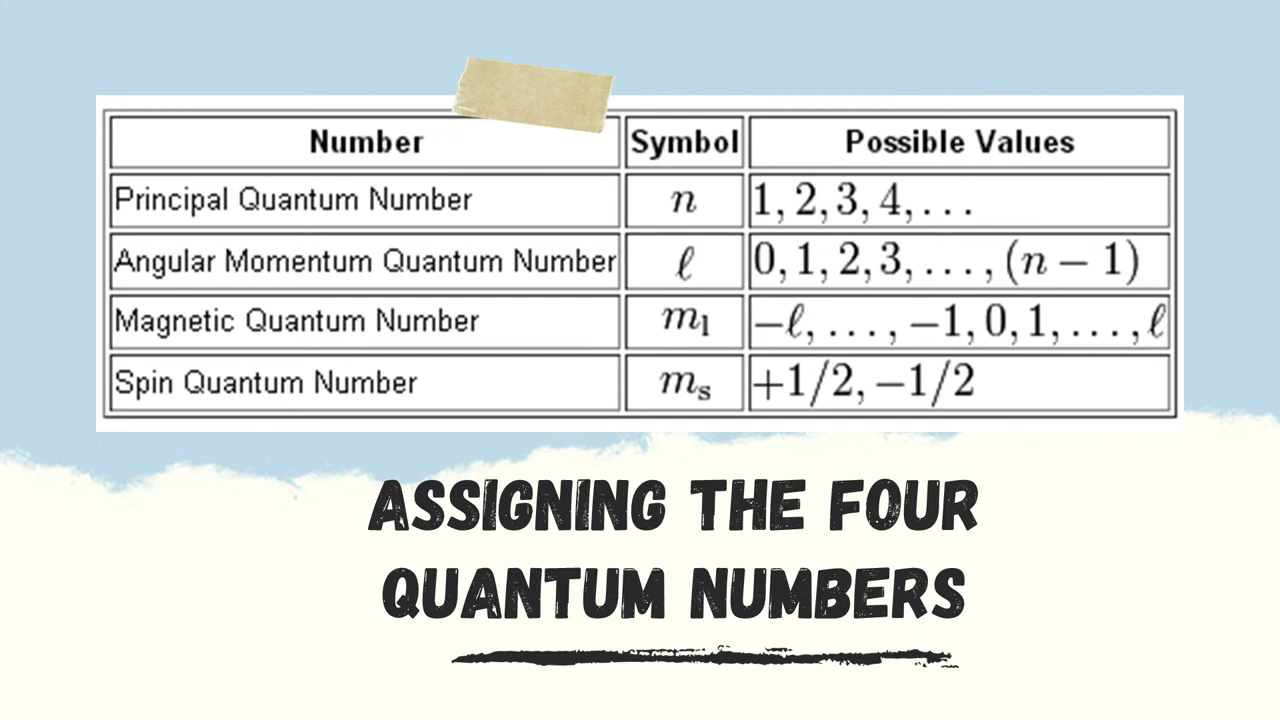 Number Symbol Possible Values
Principal Quantum Number n 1, 2, 3, 4, . . .
Angular Momentum Quantum Number ℓ 0, 1, 2, 3, . . . , (n − 1)
Magnetic Quantum Number mₗ −ℓ, . . . , −1, 0, 1, . . . , ℓ
Spin Quantum Number mₛ +1/2, −1/2
ASSIGNING THE FOUR
QUANTUM NUMBERS